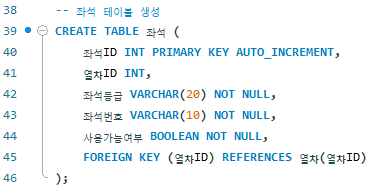 38 -- 좌석 테이블 생성
39 CREATE TABLE 좌석 (
40 좌석ID INT PRIMARY KEY AUTO_INCREMENT,
41 열차ID INT,
42 좌석등급 VARCHAR(20) NOT NULL,
43 좌석번호 VARCHAR(10) NOT NULL,
44 사용가능여부 BOOLEAN NOT NULL,
45 FOREIGN KEY (열차ID) REFERENCES 열차(열차ID)
46 );